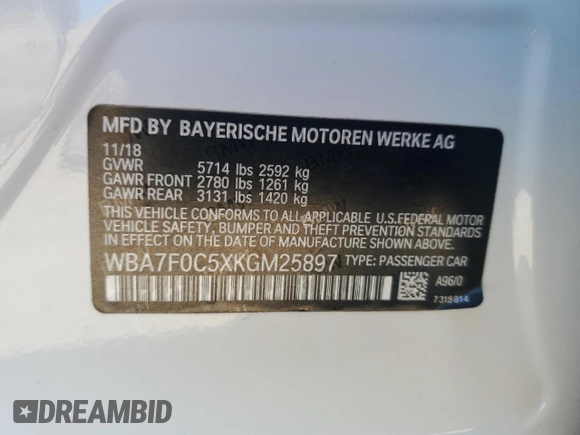 MFD BY BAYERISCHE MOTOREN WERKE AG
11/18
GVWR 5714 lbs 2592 kg
GAWR FRONT 2780 lbs 1261 kg
GAWR REAR 3131 lbs 1420 kg
THIS VEHICLE CONFORMS TO ALL APPLICABLE U.S.FEDERAL MOTOR
VEHICLE SAFETY, BUMPER AND THEFT PREVENTION STANDARDS
IN EFFECT ON THE DATE OF MANUFACTURE SHOWN ABOVE.
WBA7F0C5XKGM25897 TYPE: PASSENGER CAR
A96/0
7315814
DREAMBID